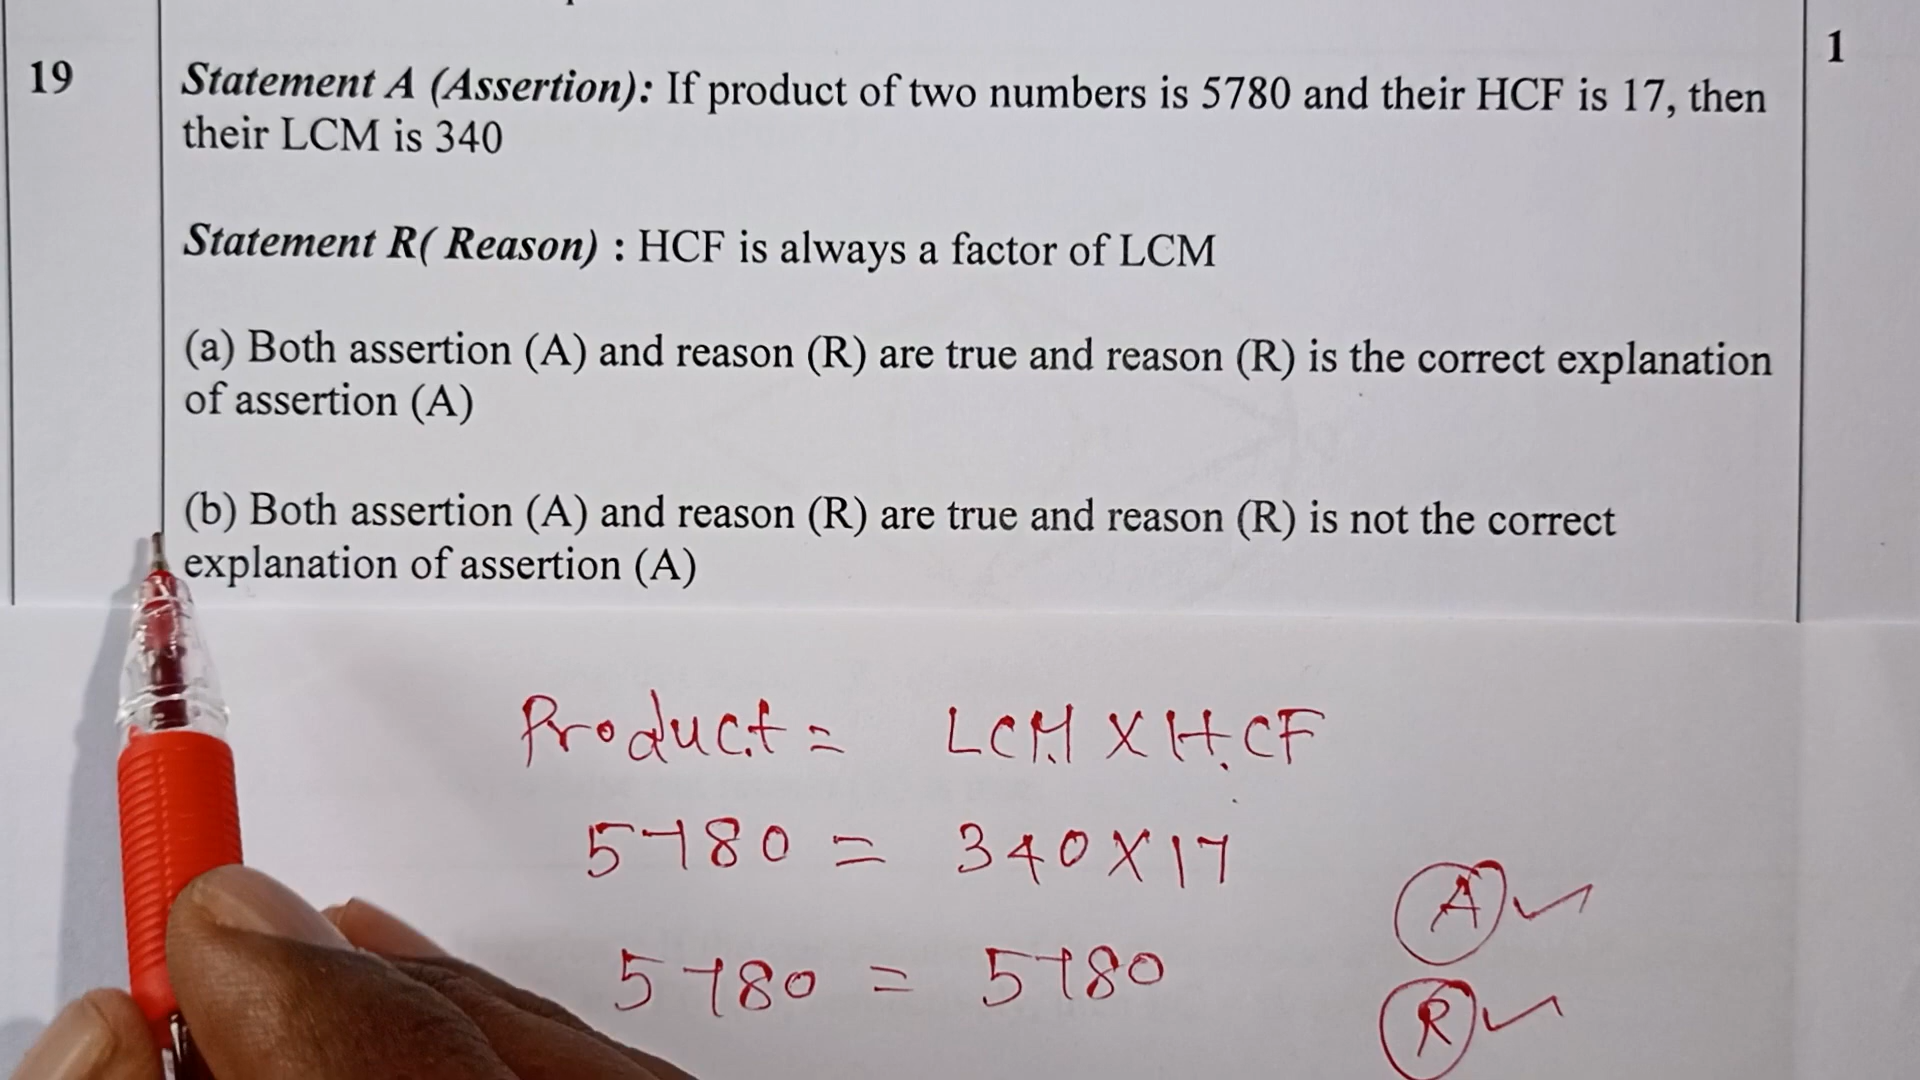 19
1
Statement A (Assertion): If product of two numbers is 5780 and their HCF is 17, then
their LCM is 340
Statement R( Reason) : HCF is always a factor of LCM
(a) Both assertion (A) and reason (R) are true and reason (R) is the correct explanation
of assertion (A)
(b) Both assertion (A) and reason (R) are true and reason (R) is not the correct
explanation of assertion (A)
Product = LCM X HCF
5780 = 340 X 17
5780 = 5780
A ✓
R ✓